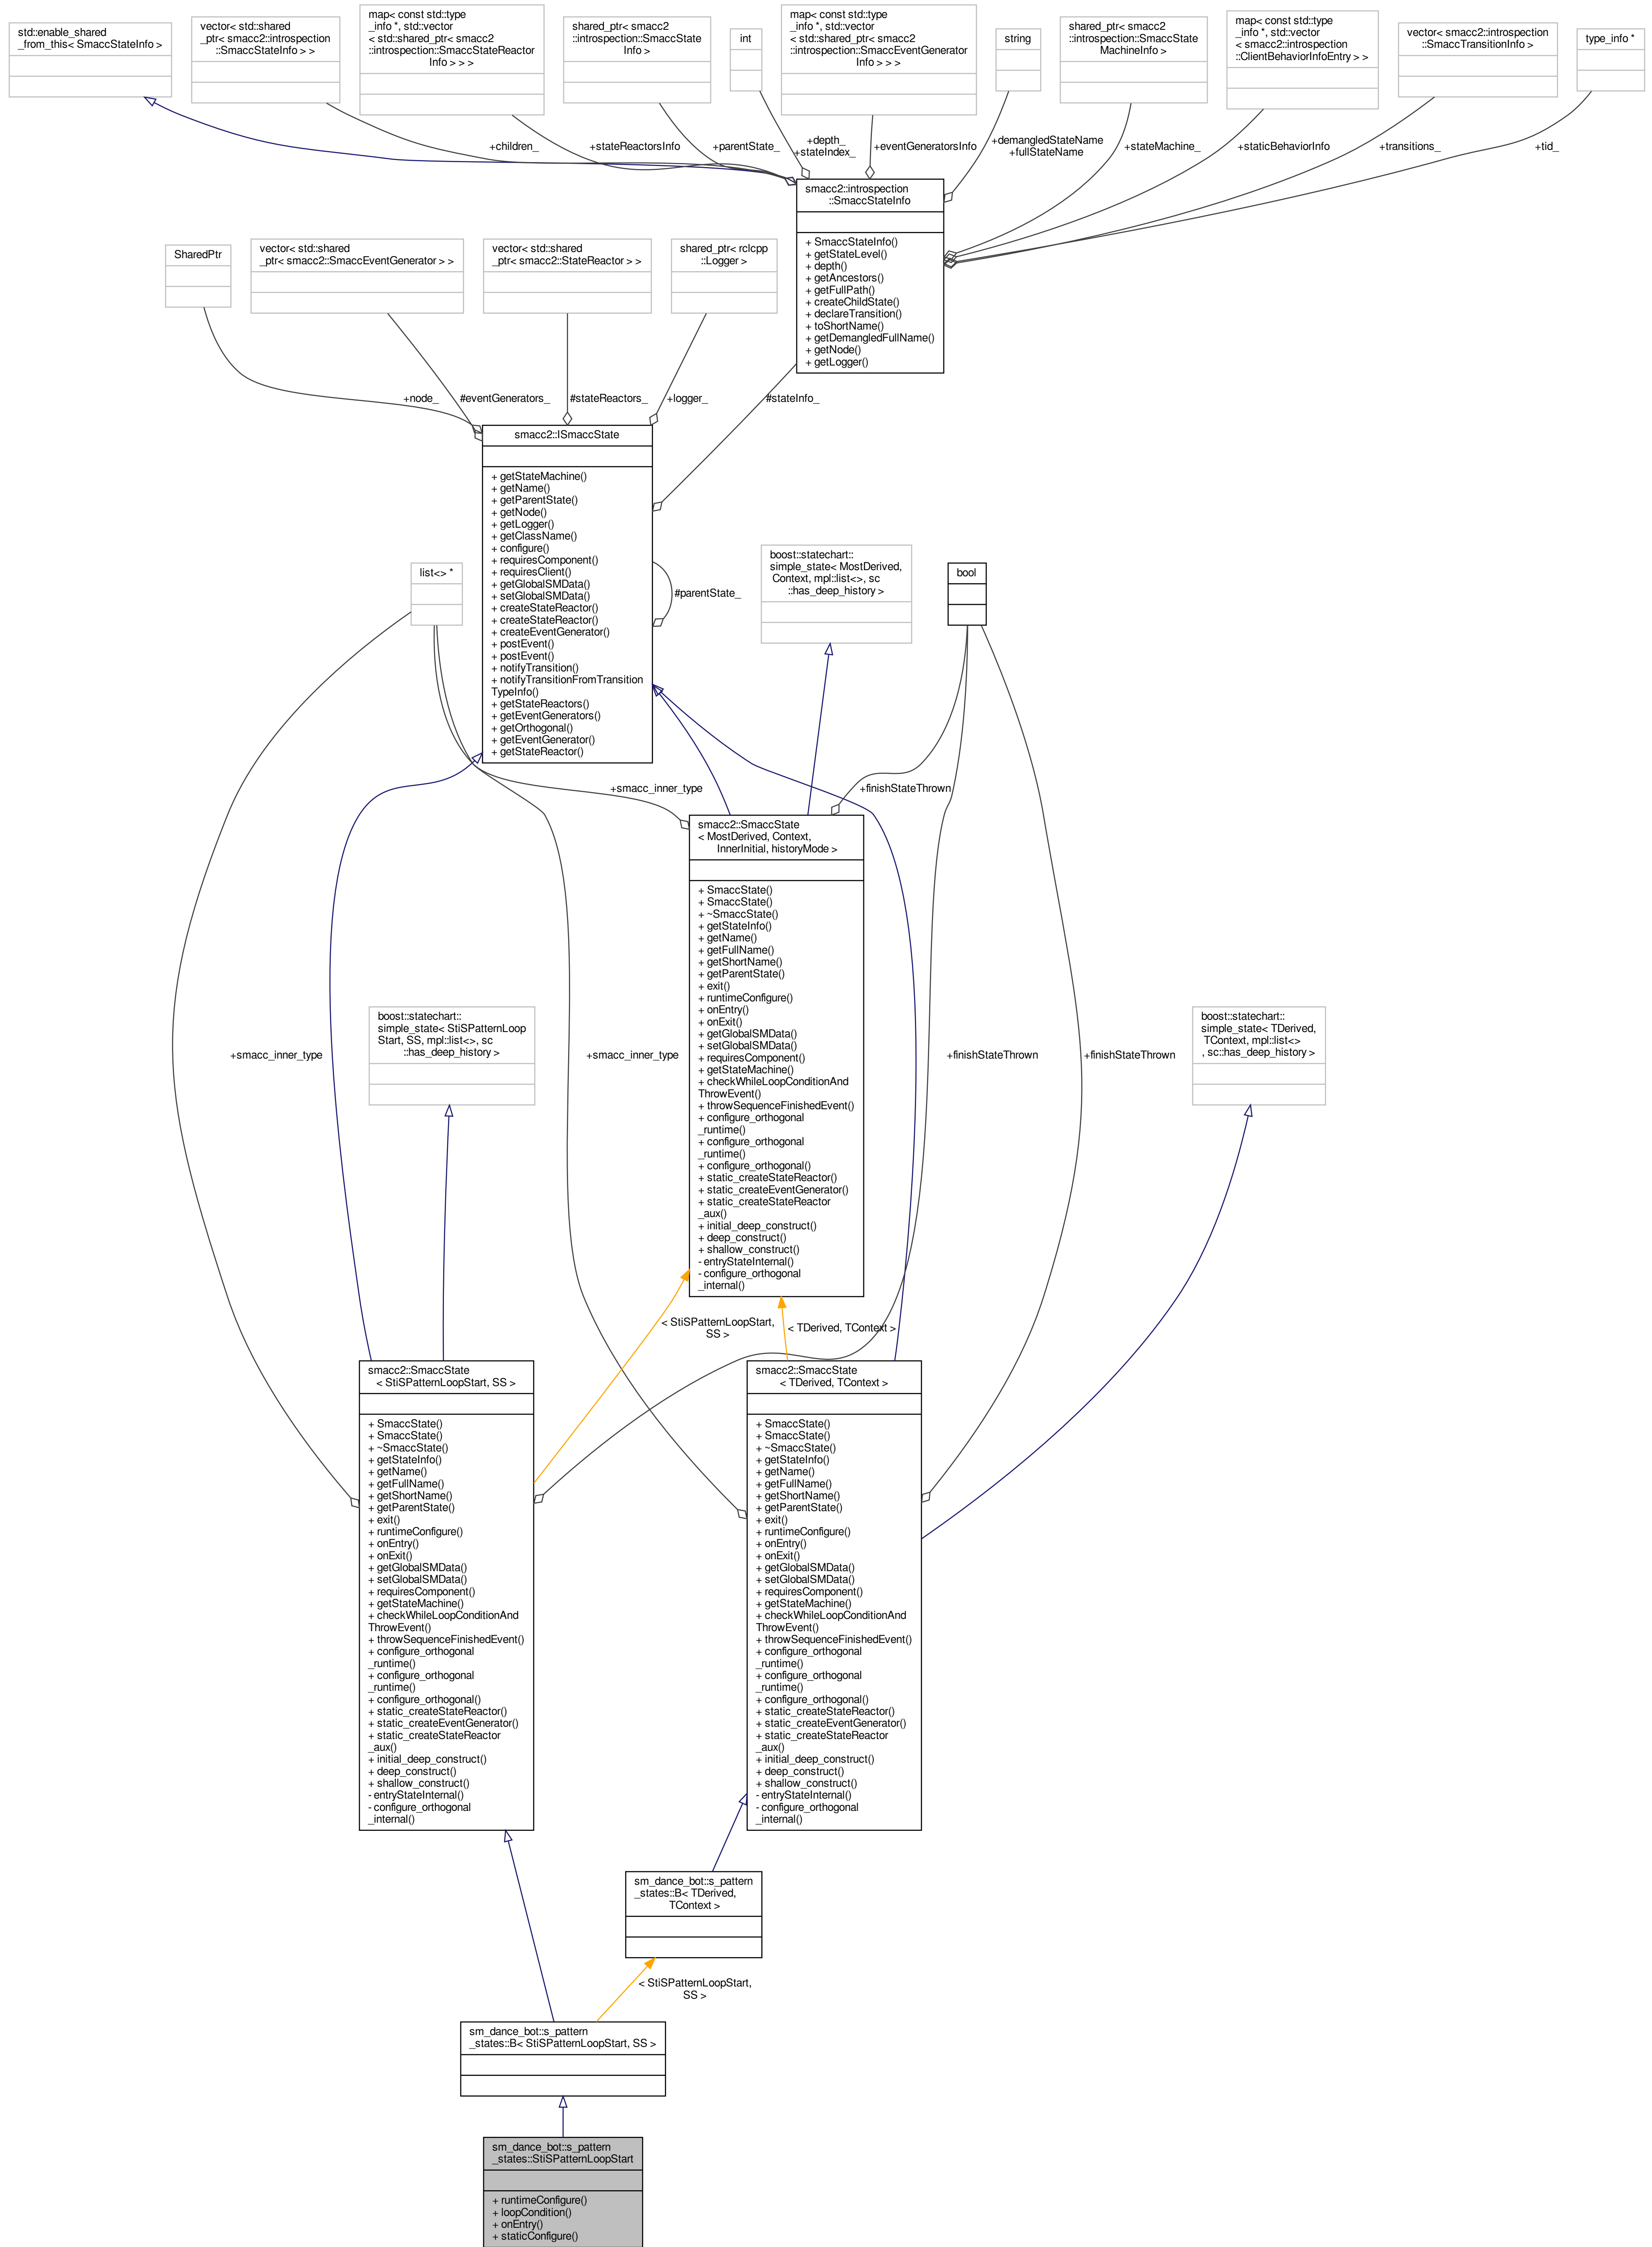 std::enable_shared
_from_this< SmaccStateInfo >
vector< std::shared
_ptr< smacc2::introspection
::SmaccStateInfo > >
map< const std::type
_info *, std::vector
< std::shared_ptr< smacc2
::introspection::SmaccStateReactor
Info > > >
shared_ptr< smacc2
::introspection::SmaccState
Info >
int
map< const std::type
_info *, std::vector
< std::shared_ptr< smacc2
::introspection::SmaccEventGenerator
Info > > >
string
shared_ptr< smacc2
::introspection::SmaccState
MachineInfo >
map< const std::type
_info *, std::vector
< smacc2::introspection
::ClientBehaviorInfoEntry > >
vector< smacc2::introspection
::SmaccTransitionInfo >
type_info *
+children_
+stateReactorsInfo
+parentState_
+depth_
+stateIndex_
+eventGeneratorsInfo
+demangledStateName
+fullStateName
+stateMachine_
+staticBehaviorInfo
+transitions_
+tid_
smacc2::introspection
::SmaccStateInfo
+ SmaccStateInfo()
+ getStateLevel()
+ depth()
+ getAncestors()
+ getFullPath()
+ createChildState()
+ declareTransition()
+ toShortName()
+ getDemangledFullName()
+ getNode()
+ getLogger()
SharedPtr
vector< std::shared
_ptr< smacc2::SmaccEventGenerator > >
vector< std::shared
_ptr< smacc2::StateReactor > >
shared_ptr< rclcpp
::Logger >
+node_
#eventGenerators_
#stateReactors_
+logger_
#stateInfo_
smacc2::ISmaccState
+ getStateMachine()
+ getName()
+ getParentState()
+ getNode()
+ getLogger()
+ getClassName()
+ configure()
+ requiresComponent()
+ requiresClient()
+ getGlobalSMData()
+ setGlobalSMData()
+ createStateReactor()
+ createStateReactor()
+ createEventGenerator()
+ postEvent()
+ postEvent()
+ notifyTransition()
+ notifyTransitionFromTransition
TypeInfo()
+ getStateReactors()
+ getEventGenerators()
+ getOrthogonal()
+ getEventGenerator()
+ getStateReactor()
#parentState_
list<> *
boost::statechart::
simple_state< MostDerived,
Context, mpl::list<>, sc
::has_deep_history >
bool
+smacc_inner_type
+finishStateThrown
smacc2::SmaccState
< MostDerived, Context,
InnerInitial, historyMode >
+ SmaccState()
+ SmaccState()
+ ~SmaccState()
+ getStateInfo()
+ getName()
+ getFullName()
+ getShortName()
+ getParentState()
+ exit()
+ runtimeConfigure()
+ onEntry()
+ onExit()
+ getGlobalSMData()
+ setGlobalSMData()
+ requiresComponent()
+ getStateMachine()
+ checkWhileLoopConditionAnd
ThrowEvent()
+ throwSequenceFinishedEvent()
+ configure_orthogonal
_runtime()
+ configure_orthogonal
_runtime()
+ configure_orthogonal()
+ static_createStateReactor()
+ static_createEventGenerator()
+ static_createStateReactor
_aux()
+ initial_deep_construct()
+ deep_construct()
+ shallow_construct()
- entryStateInternal()
- configure_orthogonal
_internal()
boost::statechart::
simple_state< StiSPatternLoop
Start, SS, mpl::list<>, sc
::has_deep_history >
boost::statechart::
simple_state< TDerived,
TContext, mpl::list<>
, sc::has_deep_history >
+smacc_inner_type
+smacc_inner_type
+finishStateThrown
+finishStateThrown
< StiSPatternLoopStart,
SS >
< TDerived, TContext >
smacc2::SmaccState
< StiSPatternLoopStart, SS >
+ SmaccState()
+ SmaccState()
+ ~SmaccState()
+ getStateInfo()
+ getName()
+ getFullName()
+ getShortName()
+ getParentState()
+ exit()
+ runtimeConfigure()
+ onEntry()
+ onExit()
+ getGlobalSMData()
+ setGlobalSMData()
+ requiresComponent()
+ getStateMachine()
+ checkWhileLoopConditionAnd
ThrowEvent()
+ throwSequenceFinishedEvent()
+ configure_orthogonal
_runtime()
+ configure_orthogonal
_runtime()
+ configure_orthogonal()
+ static_createStateReactor()
+ static_createEventGenerator()
+ static_createStateReactor
_aux()
+ initial_deep_construct()
+ deep_construct()
+ shallow_construct()
- entryStateInternal()
- configure_orthogonal
_internal()
smacc2::SmaccState
< TDerived, TContext >
+ SmaccState()
+ SmaccState()
+ ~SmaccState()
+ getStateInfo()
+ getName()
+ getFullName()
+ getShortName()
+ getParentState()
+ exit()
+ runtimeConfigure()
+ onEntry()
+ onExit()
+ getGlobalSMData()
+ setGlobalSMData()
+ requiresComponent()
+ getStateMachine()
+ checkWhileLoopConditionAnd
ThrowEvent()
+ throwSequenceFinishedEvent()
+ configure_orthogonal
_runtime()
+ configure_orthogonal
_runtime()
+ configure_orthogonal()
+ static_createStateReactor()
+ static_createEventGenerator()
+ static_createStateReactor
_aux()
+ initial_deep_construct()
+ deep_construct()
+ shallow_construct()
- entryStateInternal()
- configure_orthogonal
_internal()
sm_dance_bot::s_pattern
_states::B< TDerived,
TContext >
< StiSPatternLoopStart,
SS >
sm_dance_bot::s_pattern
_states::B< StiSPatternLoopStart, SS >
sm_dance_bot::s_pattern
_states::StiSPatternLoopStart
+ runtimeConfigure()
+ loopCondition()
+ onEntry()
+ staticConfigure()